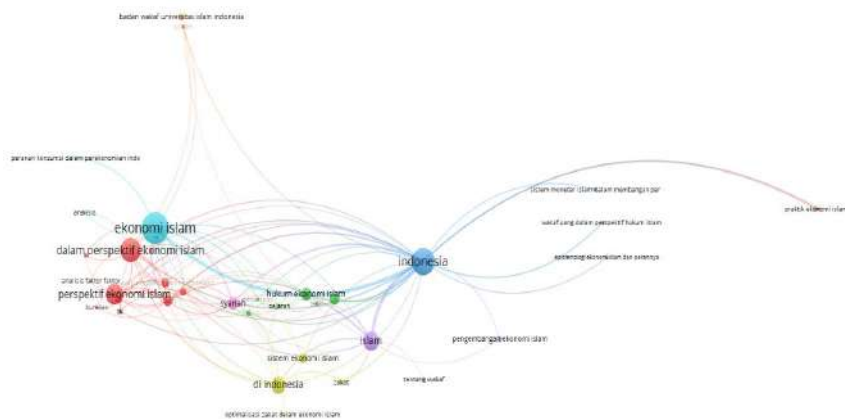 badan wakaf universitas islam indonesia
dalam perekonomian indo
ekonomi islam
dalam perspektif ekonomi islam
analisis faktor faktor
perspektif ekonomi islam
syariah
hukum ekonomi islam
sejarah
indonesia
sistem moneter islam dalam membangun per
praktik ekonomi islam
wakaf uang dalam perspektif hukum islam
epistemologi ekonomi islam dan
islam
pengembangan ekonomi islam
sistem ekonomi islam
di indonesia
zakat
tentang wakaf
optimalisasi zakat dalam ekonomi islam